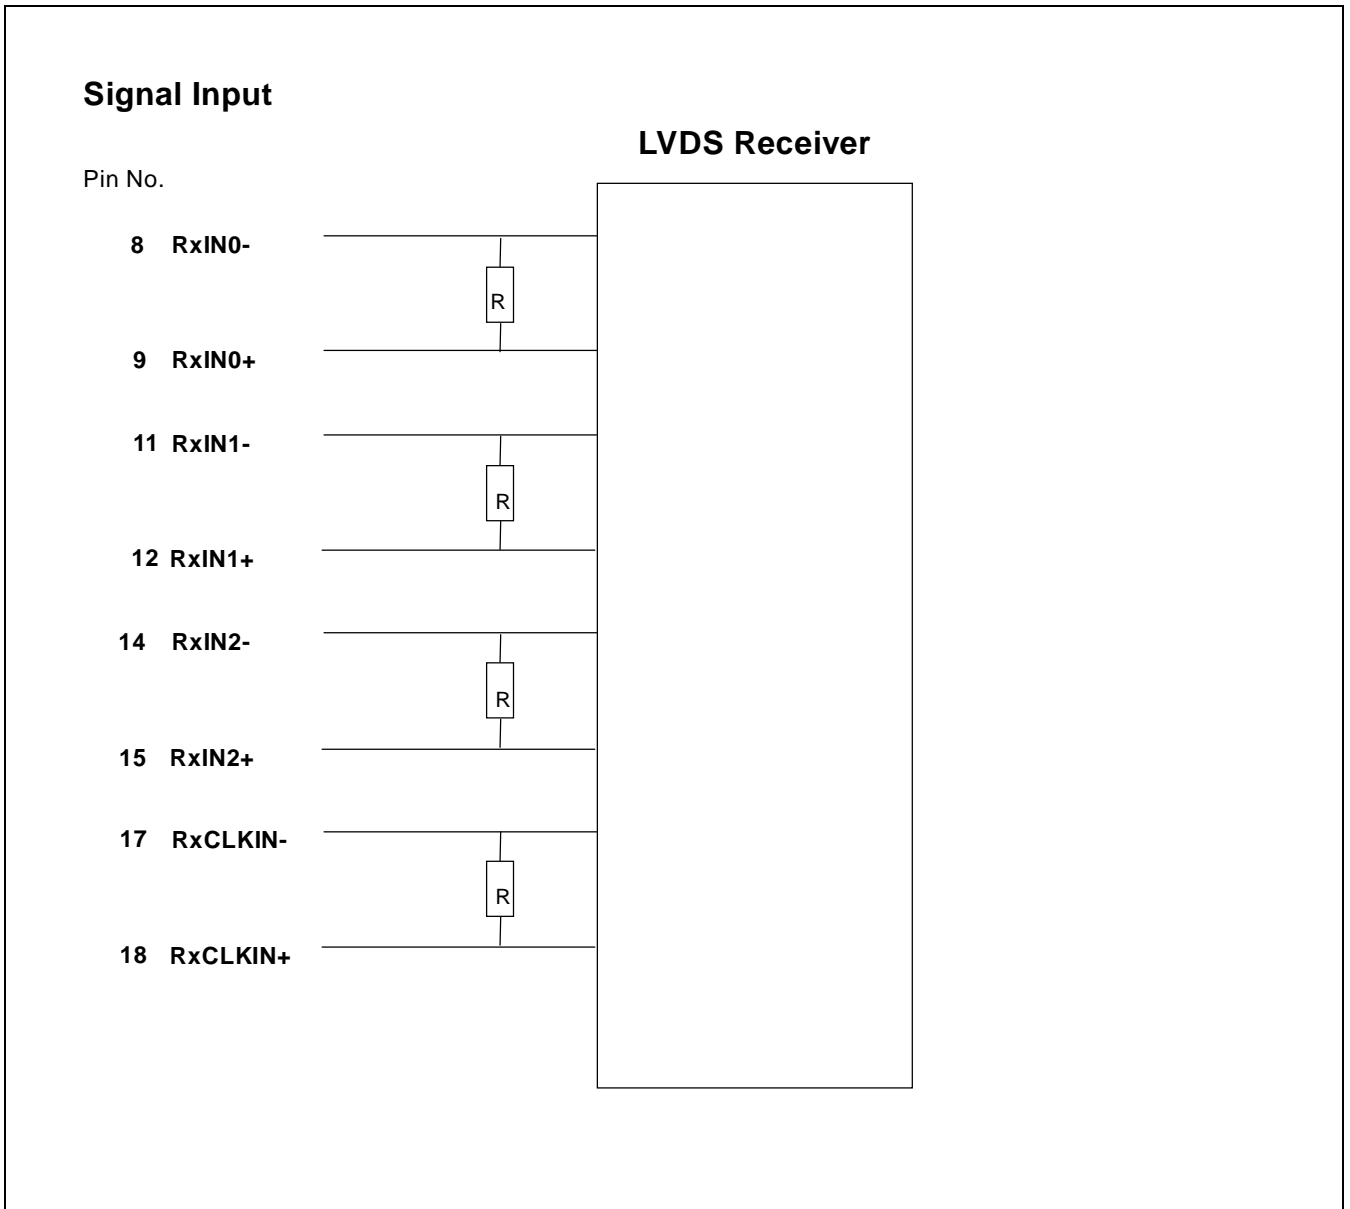 Signal Input
LVDS Receiver
Pin No.
8 RxIN0-
R
9 RxIN0+
11 RxIN1-
R
12 RxIN1+
14 RxIN2-
R
15 RxIN2+
17 RxCLKIN-
R
18 RxCLKIN+